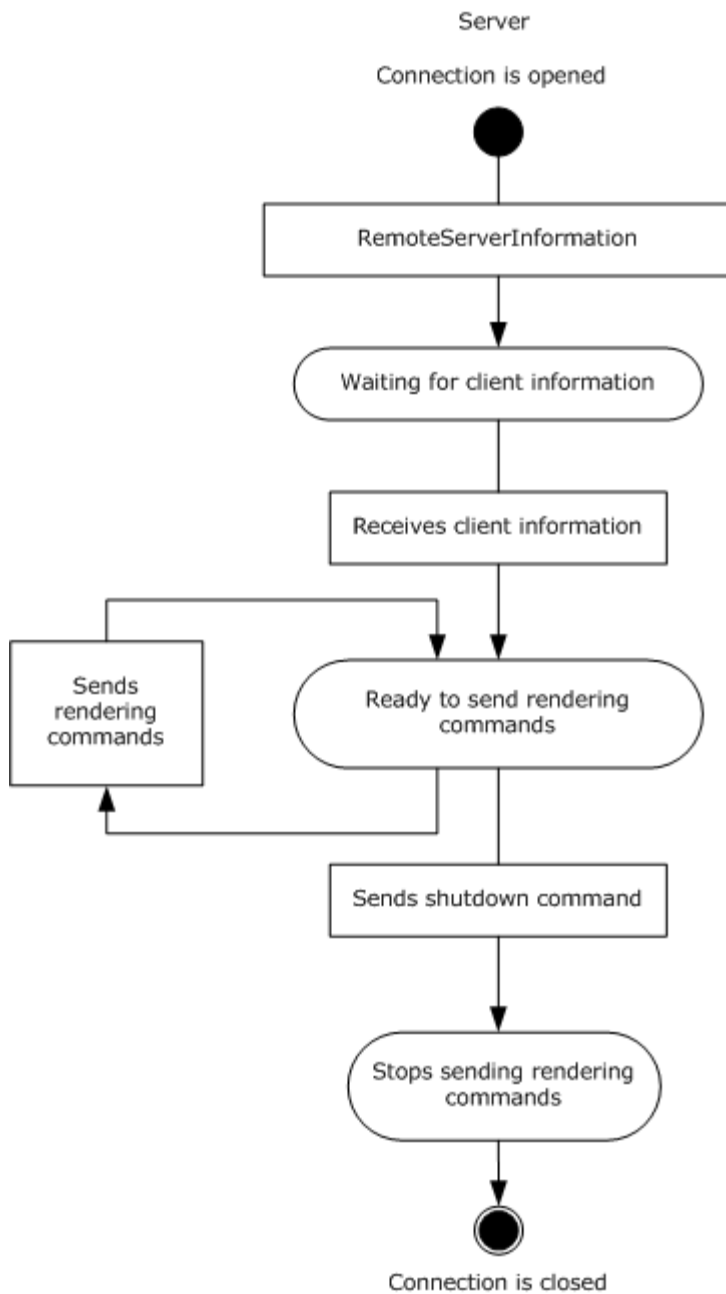 Server
Connection is opened
RemoteServerInformation
Waiting for client information
Receives client information
Sends
rendering
commands
Ready to send rendering
commands
Sends shutdown command
Stops sending rendering
commands
Connection is closed